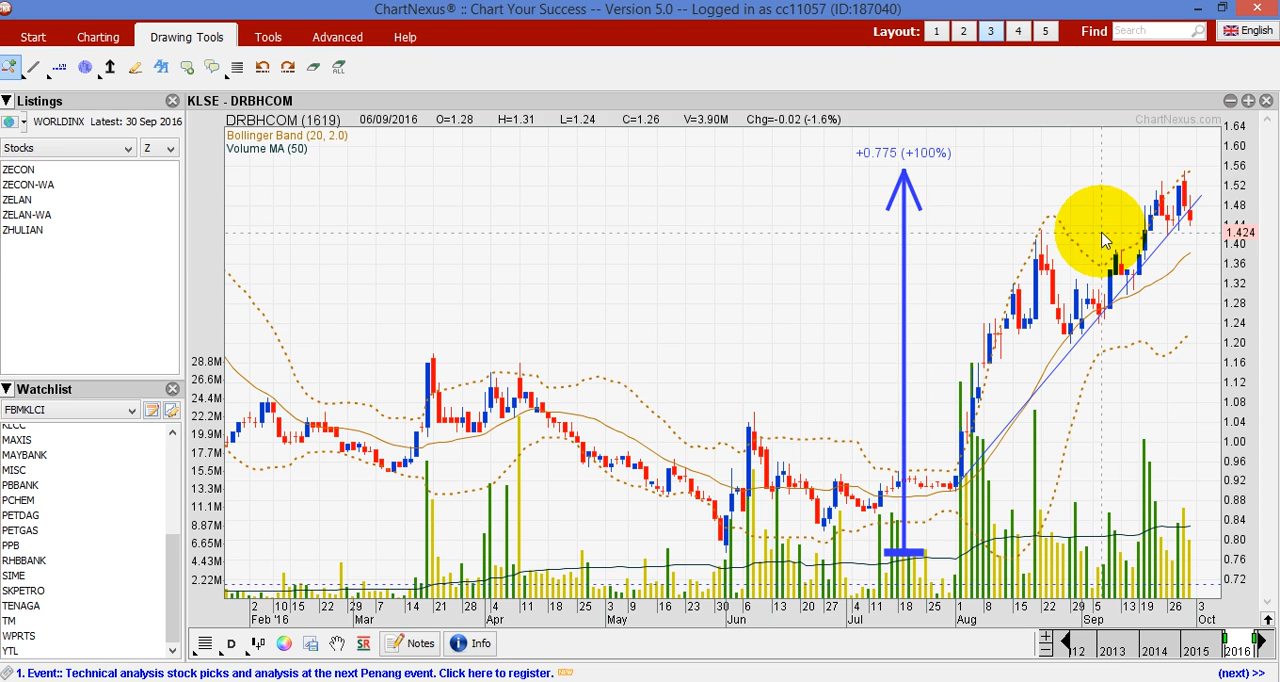 ChartNexus® :: Chart Your Success -- Version 5.0 -- Logged in as cc11057 (ID:187040)
Start Charting Drawing Tools Tools Advanced Help Layout: 1 2 3 4 5 Find Search English
ALL
Listings
WORLDINX Latest: 30 Sep 2016
Stocks Z
ZECON
ZECON-WA
ZELAN
ZELAN-WA
ZHULIAN
Watchlist
FBMKLCI
KLCC
MAXIS
MAYBANK
MISC
PBBANK
PCHEM
PETDAG
PETGAS
PPB
RHBBANK
SIME
SKPETRO
TENAGA
TM
WPRTS
YTL
KLSE - DRBHCOM
DRBHCOM (1619) 06/09/2016 O=1.28 H=1.31 L=1.24 C=1.26 V=3.90M Chg=-0.02 (-1.6%) ChartNexus.com
Bollinger Band (20, 2.0)
Volume MA (50)
+0.775 (+100%)
1.64
1.60
1.56
1.52
1.48
1.44
1.424
1.40
1.36
1.32
1.28
1.24
1.20
1.16
1.12
1.08
1.04
1.00
0.96
0.92
0.88
0.84
0.80
0.76
0.72
28.8M
26.6M
24.4M
22.2M
19.9M
17.7M
15.5M
13.3M
11.1M
8.87M
6.65M
4.43M
2.22M
2 10 15 22 29 7 14 21 28 4 11 18 25 3 9 16 23 30 6 13 20 27 4 11 18 25 1 8 15 22 29 5 13 19 26 3
Feb '16 Mar Apr May Jun Jul Aug Sep Oct
D SR Notes Info
12 2013 2014 2015 2016
1. Event:: Technical analysis stock picks and analysis at the next Penang event. Click here to register. (next) >>